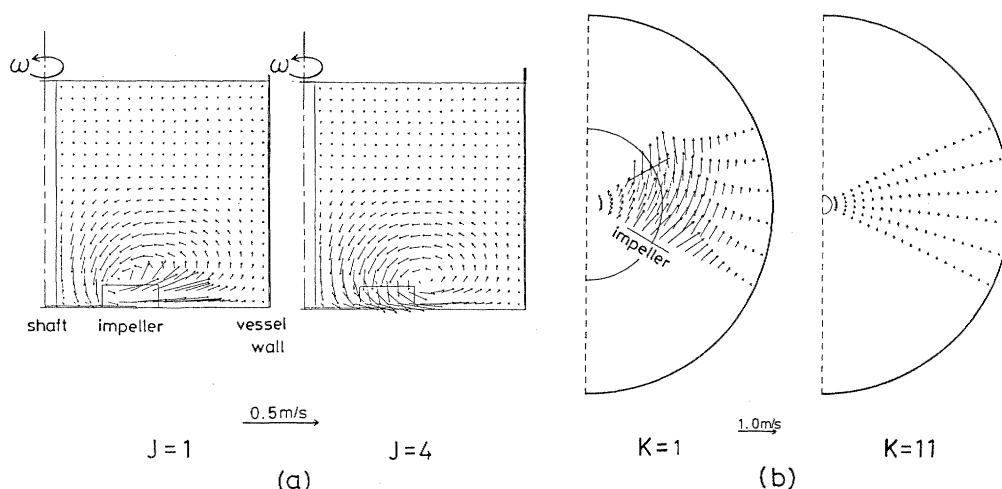 ω
ω
shaft
impeller
vessel
wall
impeller
0.5m/s
1.0m/s
J=1
J=4
K=1
K=11
(a)
(b)